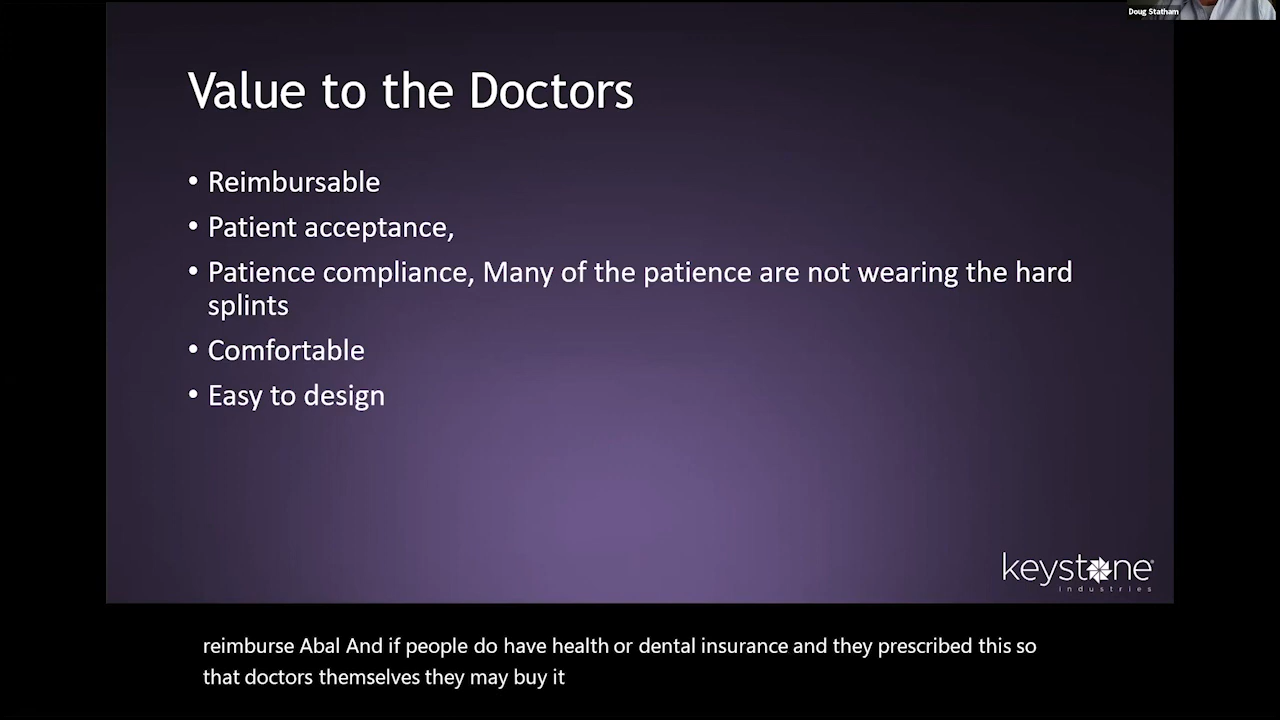 Doug Statham
Value to the Doctors
• Reimbursable
• Patient acceptance,
• Patience compliance, Many of the patience are not wearing the hard
splints
• Comfortable
• Easy to design
keystone®
industries
reimburse Abal And if people do have health or dental insurance and they prescribed this so
that doctors themselves they may buy it